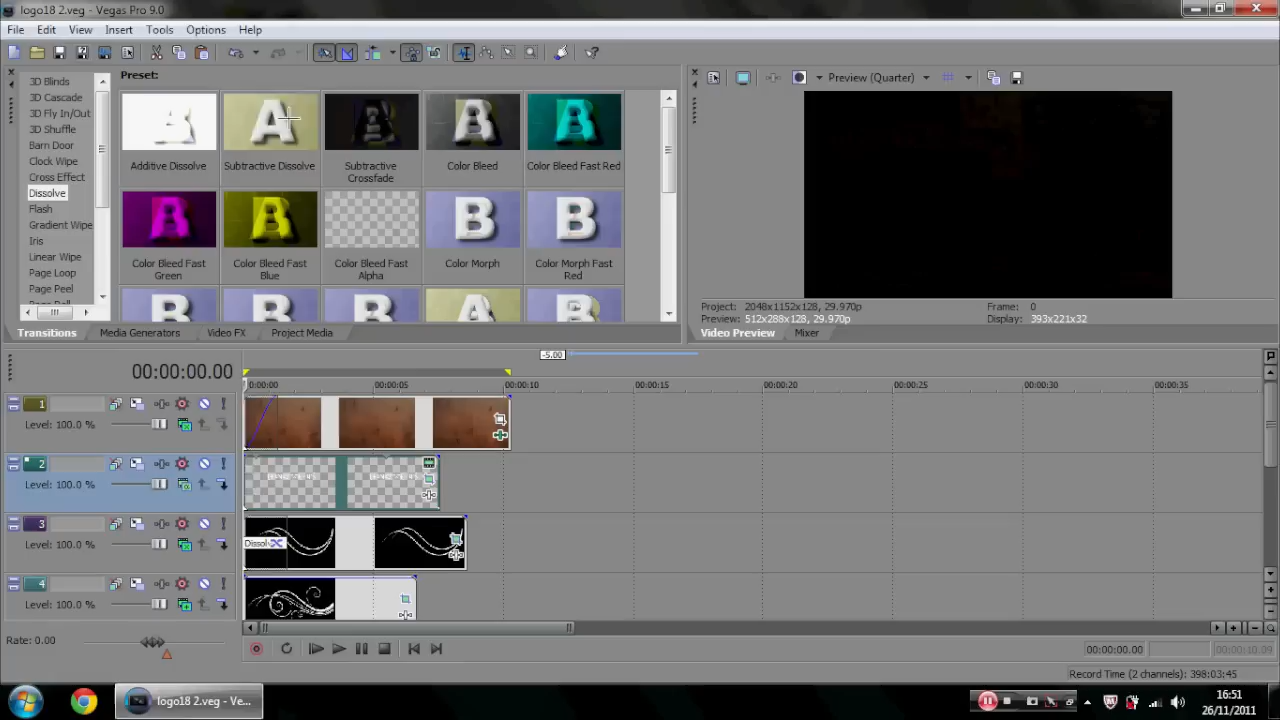 logo18 2.veg - Vegas Pro 9.0
File Edit View Insert Tools Options Help
3D Blinds
3D Cascade
3D Fly In/Out
3D Shuffle
Barn Door
Clock Wipe
Cross Effect
Dissolve
Flash
Gradient Wipe
Iris
Linear Wipe
Page Loop
Page Peel
Page Roll
Preset:
Additive Dissolve
Subtractive Dissolve
Subtractive Crossfade
Color Bleed
Color Bleed Fast Red
Color Bleed Fast Green
Color Bleed Fast Blue
Color Bleed Fast Alpha
Color Morph
Color Morph Fast Red
Transitions Media Generators Video FX Project Media
Preview (Quarter)
Project: 2048x1152x128, 29.970p
Preview: 512x288x128, 29.970p
Frame: 0
Display: 393x221x32
Video Preview Mixer
00:00:00.00
-5.00
0:00:00 00:00:05 00:00:10 00:00:15 00:00:20 00:00:25 00:00:30 00:00:35
1
Level: 100.0 %
2
Level: 100.0 %
3
Level: 100.0 %
Dissol
4
Level: 100.0 %
Rate: 0.00
00:00:00.00
00:00:10.09
Record Time (2 channels): 398:03:45
logo18 2.veg - Ve...
16:51
26/11/2011